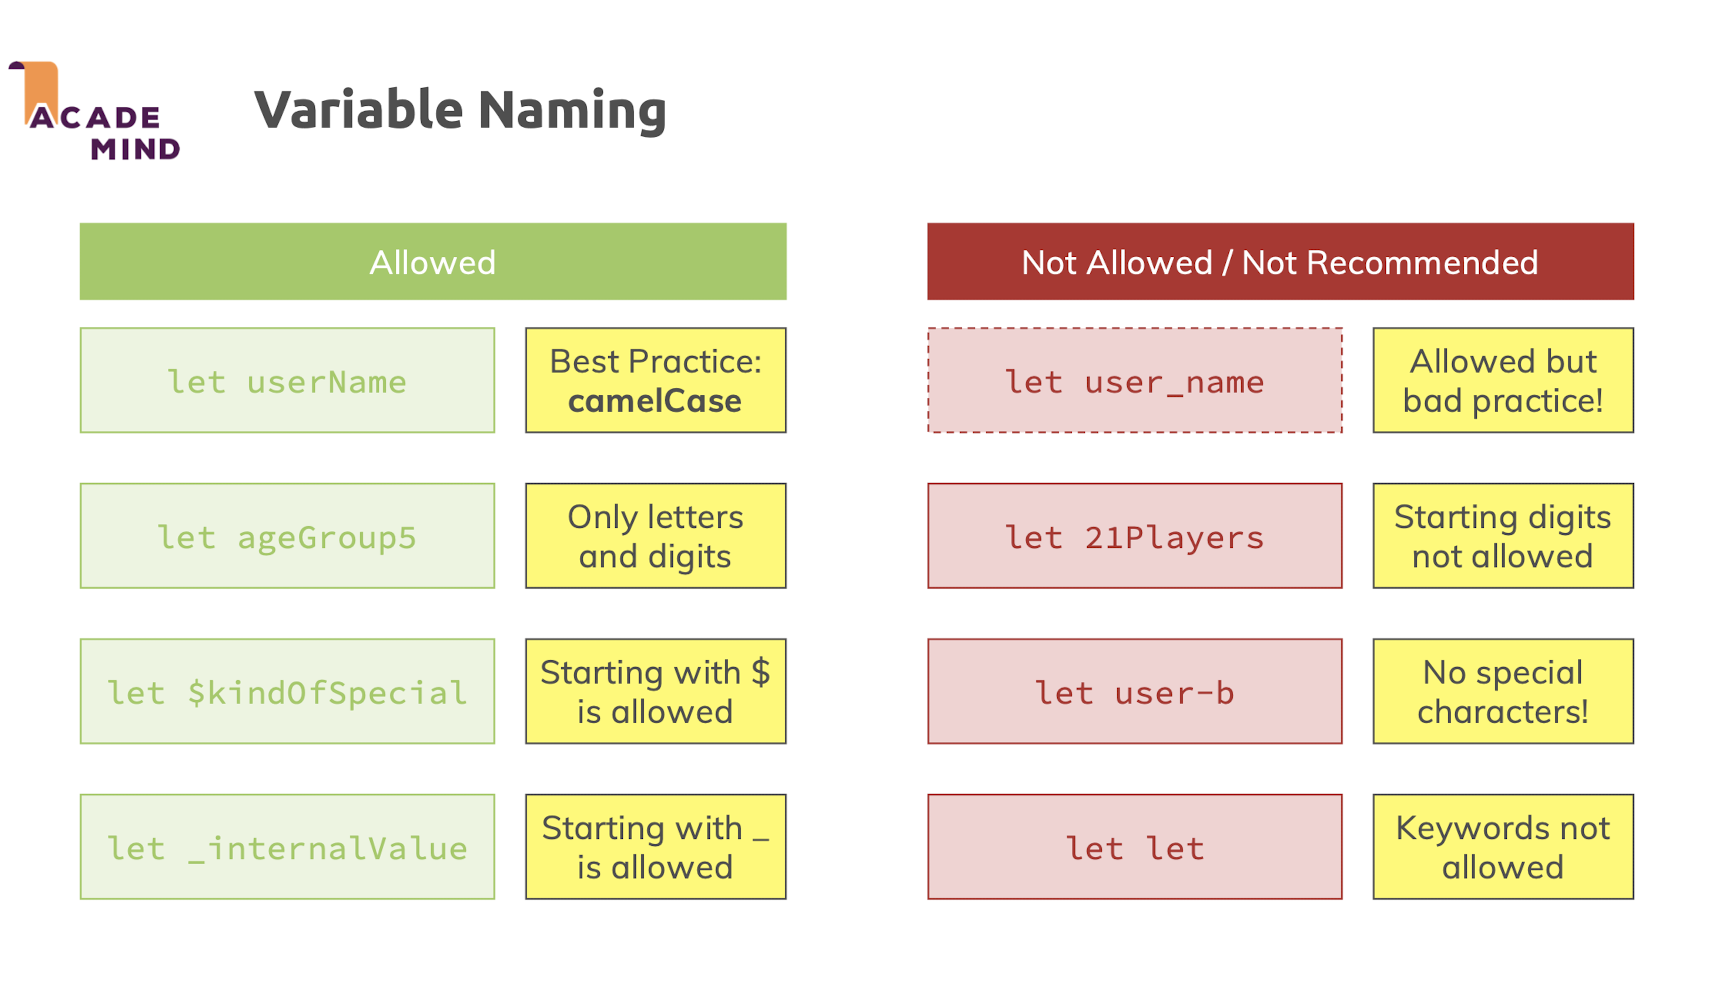 ACADE
MIND
Variable Naming
Allowed
let userName
Best Practice:
camelCase
let ageGroup5
Only letters
and digits
let $kindOfSpecial
Starting with $
is allowed
let _internalValue
Starting with _
is allowed
Not Allowed / Not Recommended
let user_name
Allowed but
bad practice!
let 21Players
Starting digits
not allowed
let user-b
No special
characters!
let let
Keywords not
allowed